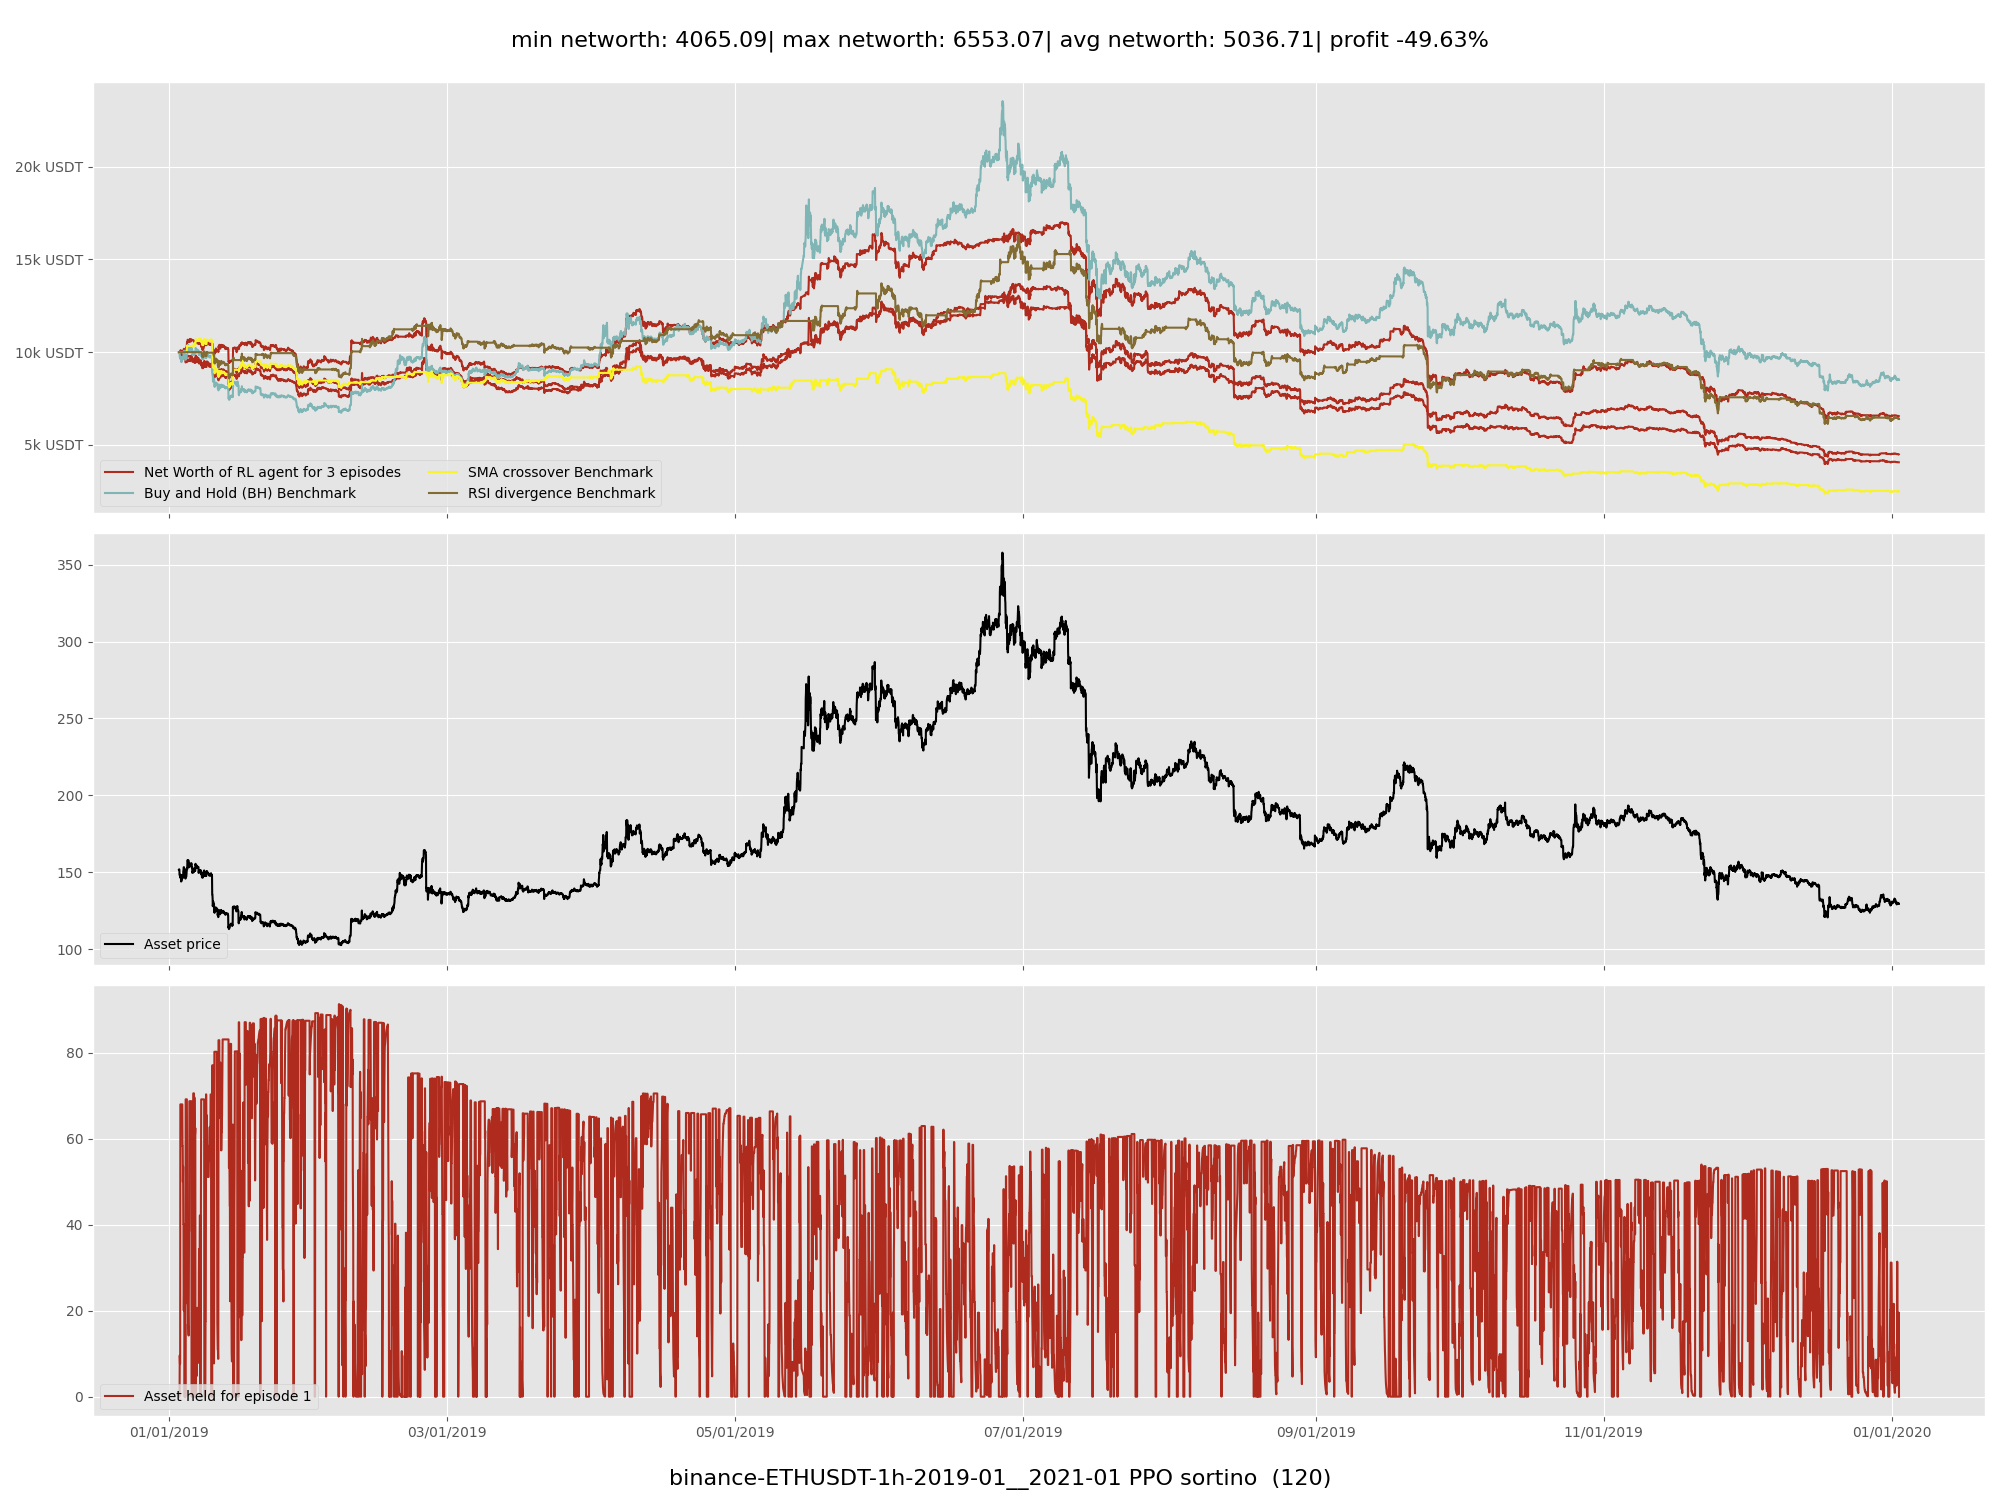 min networth: 4065.09| max networth: 6553.07| avg networth: 5036.71| profit -49.63%
20k USDT
15k USDT
10k USDT
5k USDT
Net Worth of RL agent for 3 episodes
Buy and Hold (BH) Benchmark
SMA crossover Benchmark
RSI divergence Benchmark
350
300
250
200
150
100
Asset price
80
60
40
20
0
Asset held for episode 1
01/01/2019 03/01/2019 05/01/2019 07/01/2019 09/01/2019 11/01/2019 01/01/2020
binance-ETHUSDT-1h-2019-01__2021-01 PPO sortino  (120)